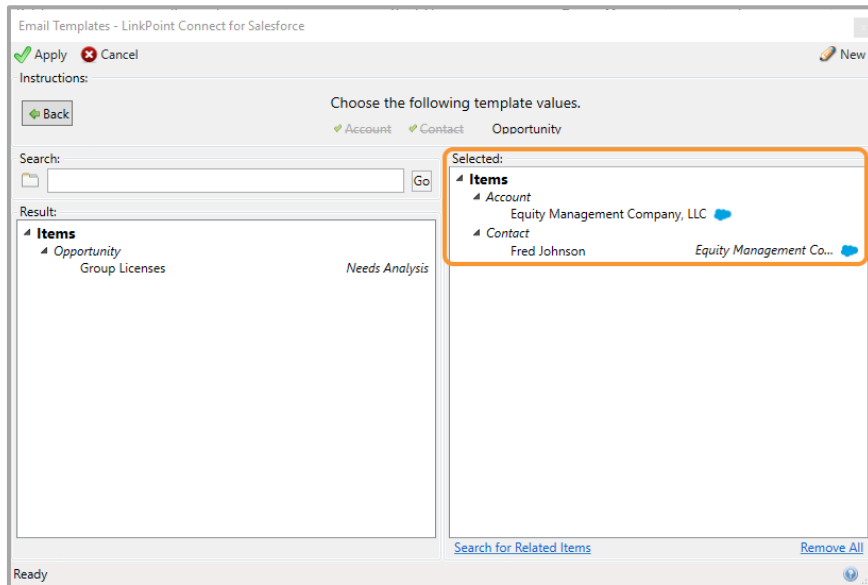 Email Templates - LinkPoint Connect for Salesforce
Apply Cancel New
Instructions:
Back
Choose the following template values.
Account Contact Opportunity
Search:
Go
Result:
Items
Opportunity
Group Licenses Needs Analysis
Selected:
Items
Account
Equity Management Company, LLC
Contact
Fred Johnson Equity Management Co...
Search for Related Items Remove All
Ready